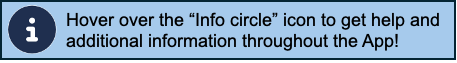 Hover over the “Info circle” icon to get help and
additional information throughout the App!